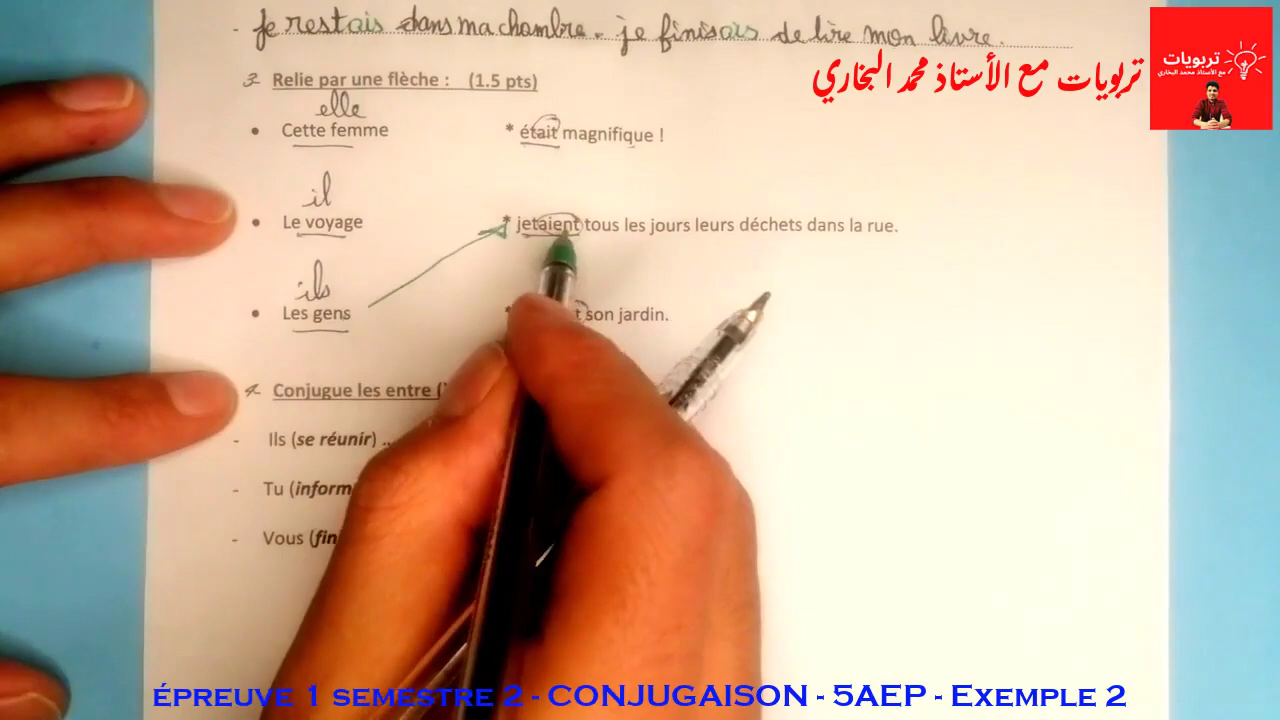 - je restais dans ma chambre. je finisais de lire mon livre.
تربويات
مع الأستاذ محمد البخاري
تربويات مع الأستاذ محمد البخاري
3- Relie par une flèche : (1.5 pts)
elle
• Cette femme * était magnifique !
il
• Le voyage * jetaient tous les jours leurs déchets dans la rue.
ils
• Les gens * t son jardin.
4- Conjugue les entre (
- Ils (se réunir) ..
- Tu (inform
- Vous (fin
épreuve 1 semestre 2 - CONJUGAISON - 5AEP - Exemple 2